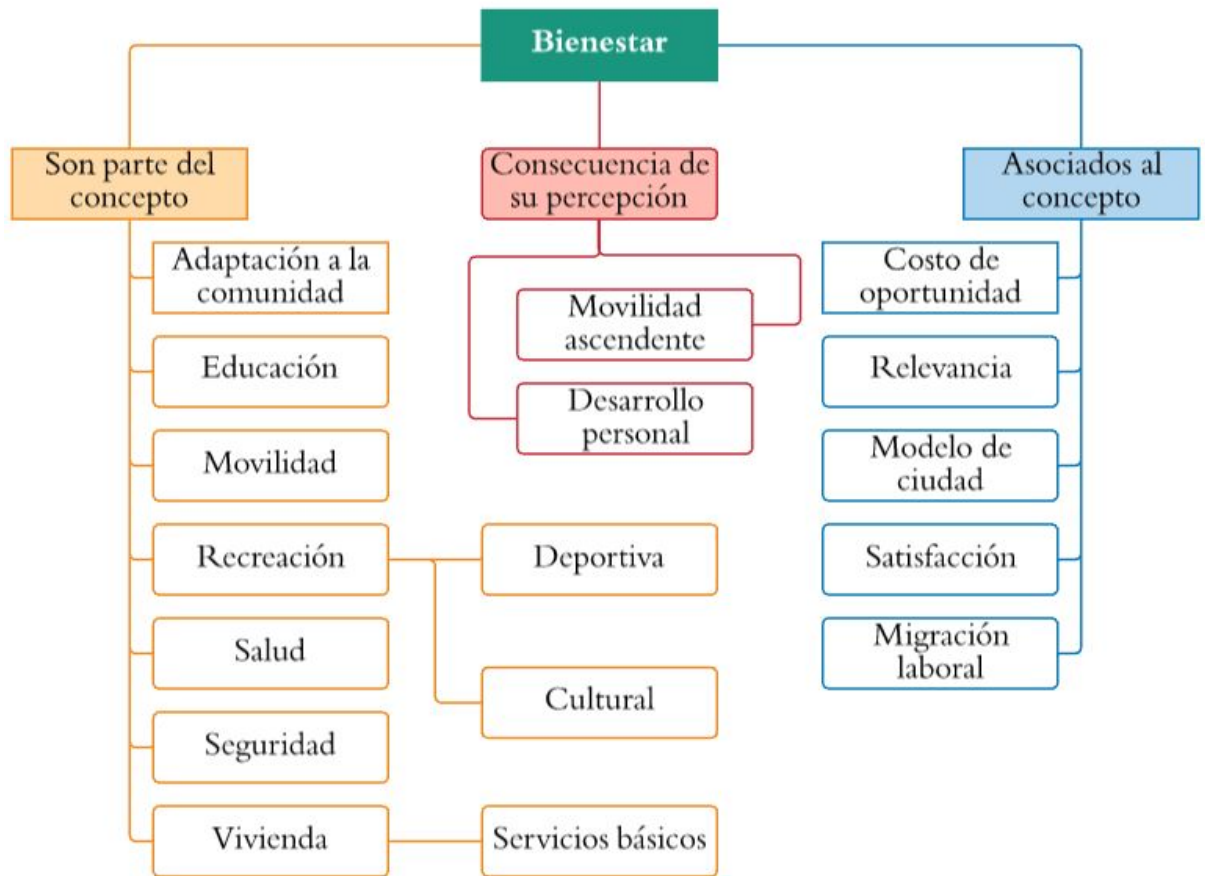 Bienestar
Son parte del
concepto
Adaptación a la
comunidad
Educación
Movilidad
Recreación
Deportiva
Cultural
Salud
Seguridad
Vivienda
Servicios básicos
Consecuencia de
su percepción
Movilidad
ascendente
Desarrollo
personal
Asociados al
concepto
Costo de
oportunidad
Relevancia
Modelo de
ciudad
Satisfacción
Migración
laboral